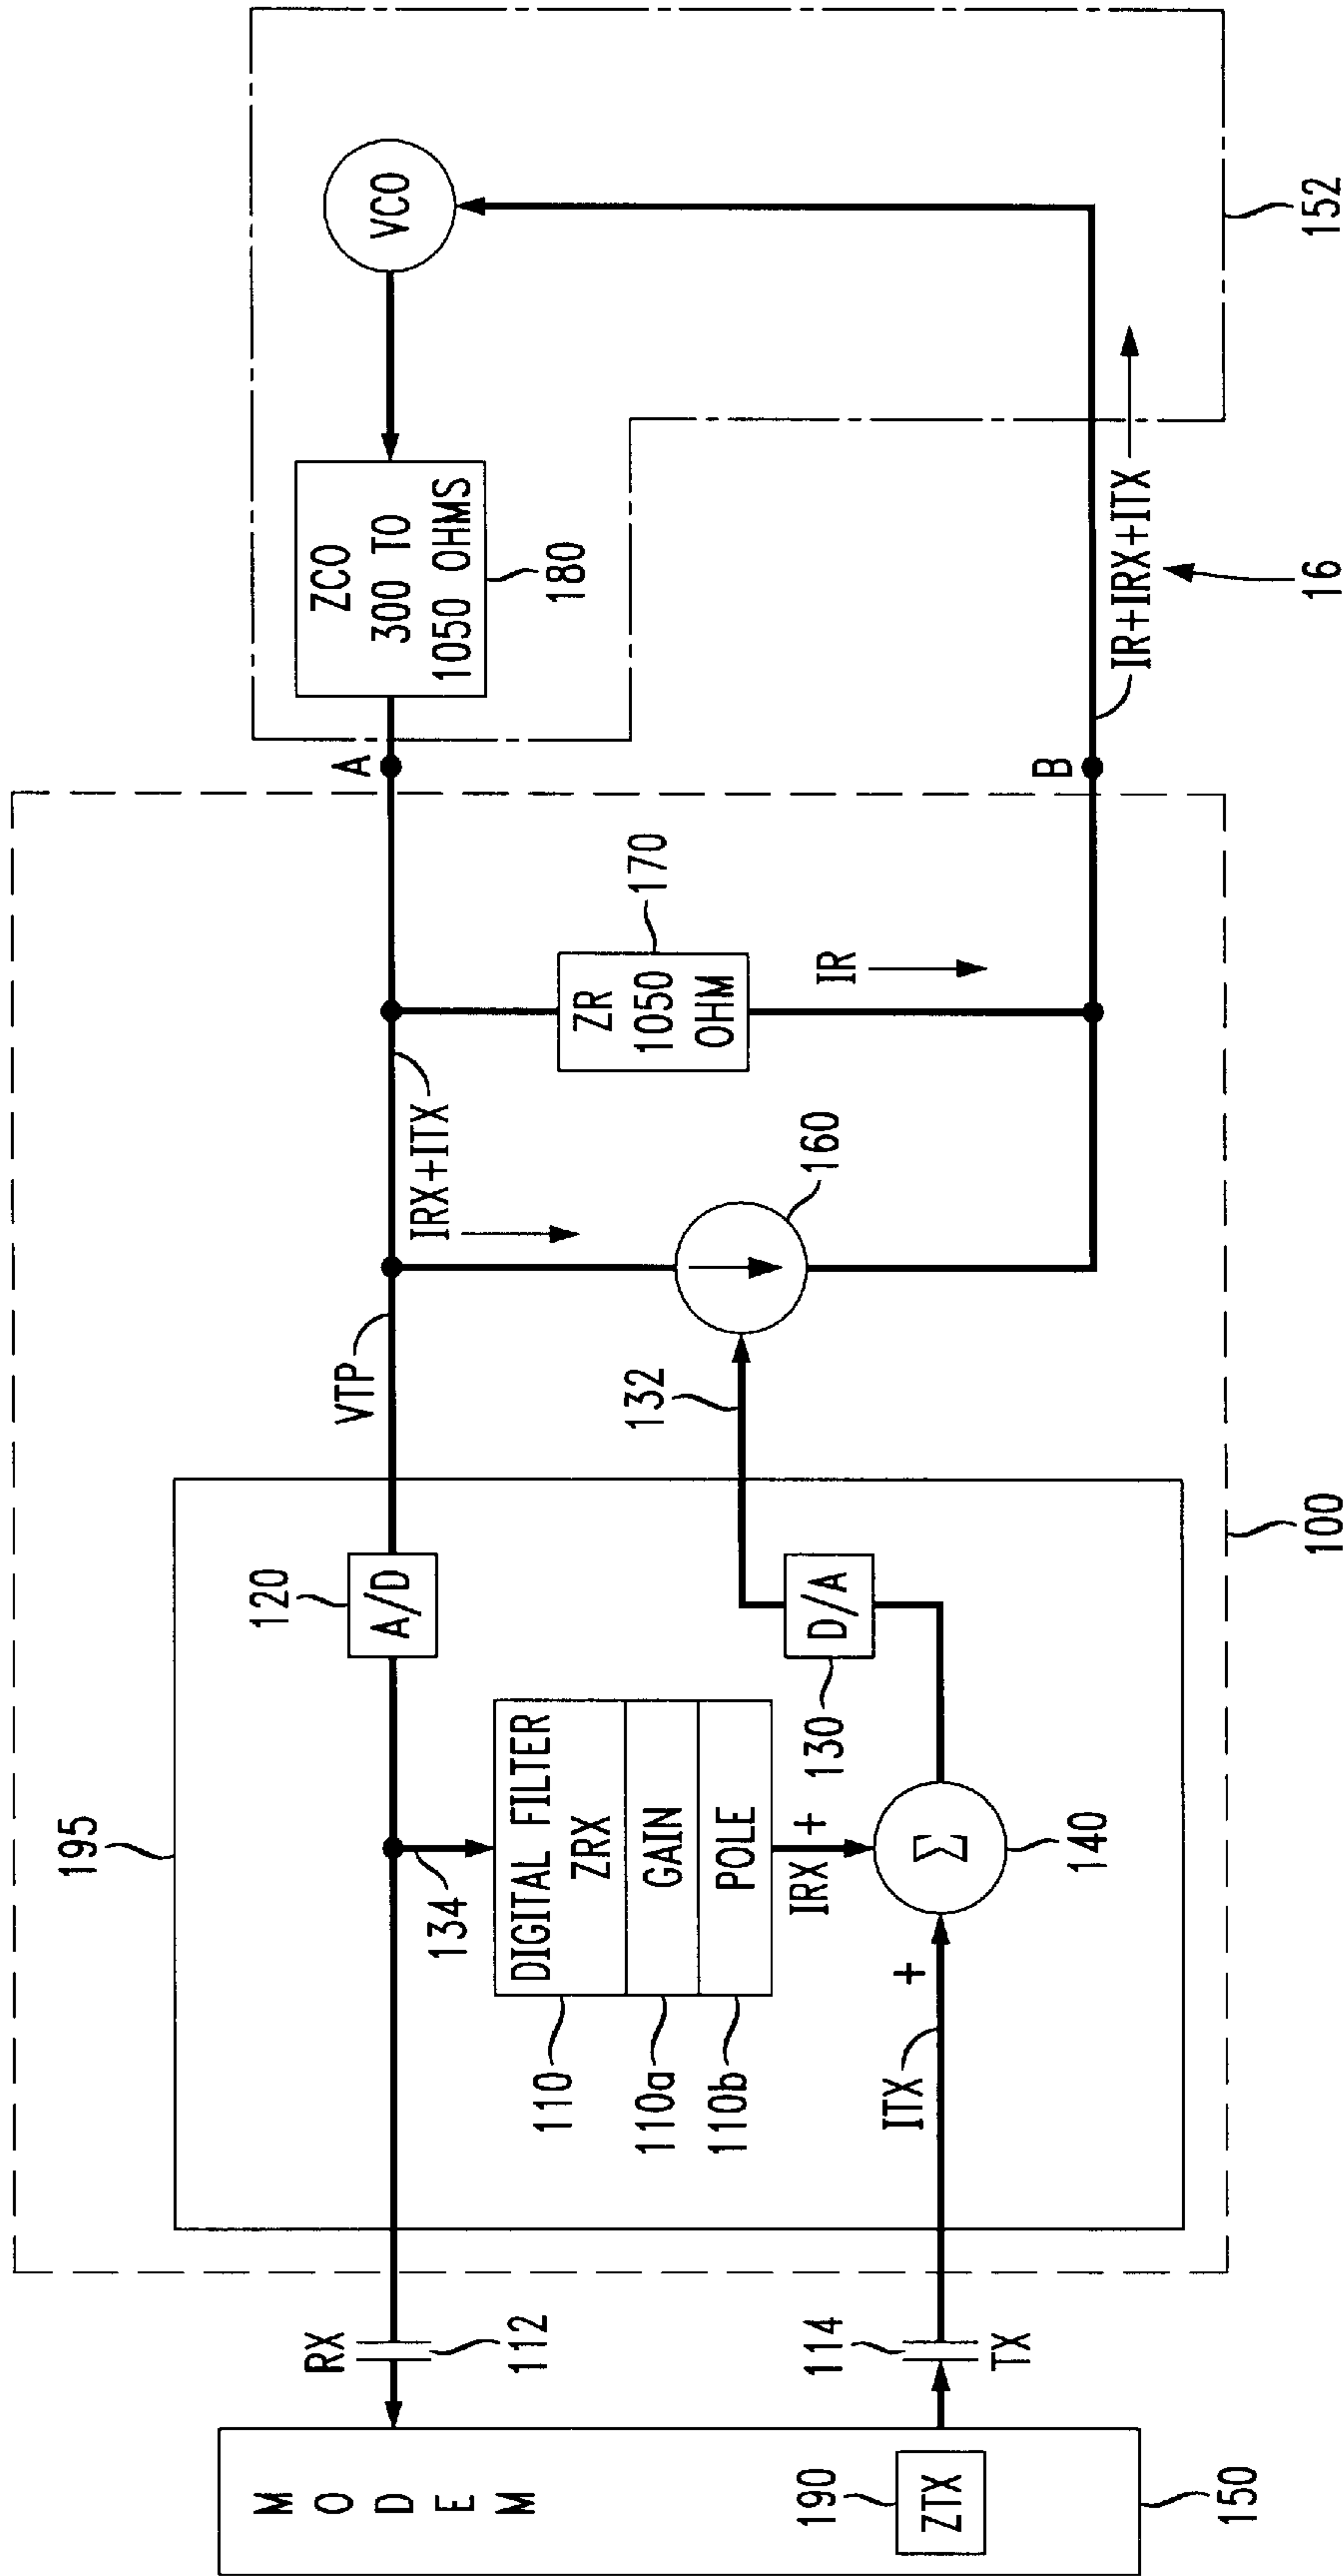 M
O
D
E
M
190
ZTX
150
RX
112
114
TX
195
120
A/D
134
DIGITAL FILTER
ZRX
GAIN
POLE
110
110a
110b
IRX
+
ITX
+
Σ
140
D/A
130
132
VTP
IRX+ITX
160
ZR
1050
OHM
170
IR
100
A
B
ZCO
300 TO
1050 OHMS
180
VCO
IR+IRX+ITX
16
152